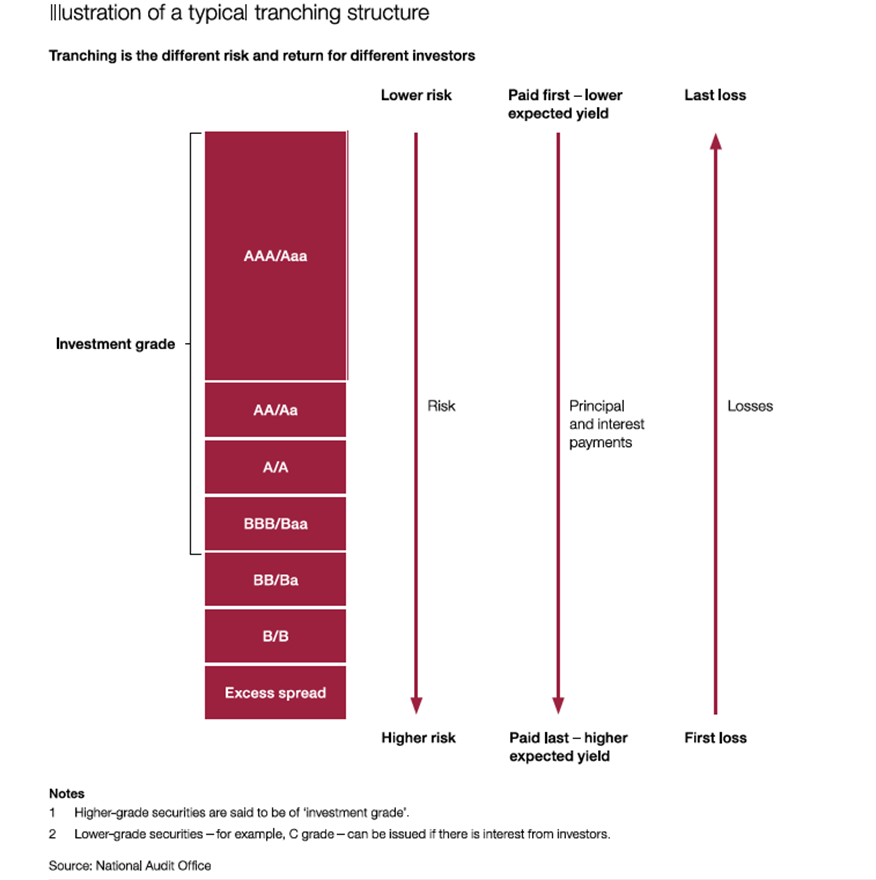 Illustration of a typical tranching structure
Tranching is the different risk and return for different investors
Lower risk
Paid first – lower
expected yield
Last loss
AAA/Aaa
Investment grade
AA/Aa
Risk
Principal
and interest
payments
Losses
A/A
BBB/Baa
BB/Ba
B/B
Excess spread
Higher risk
Paid last – higher
expected yield
First loss
Notes
1 Higher-grade securities are said to be of ‘investment grade’.
2 Lower-grade securities – for example, C grade – can be issued if there is interest from investors.
Source: National Audit Office